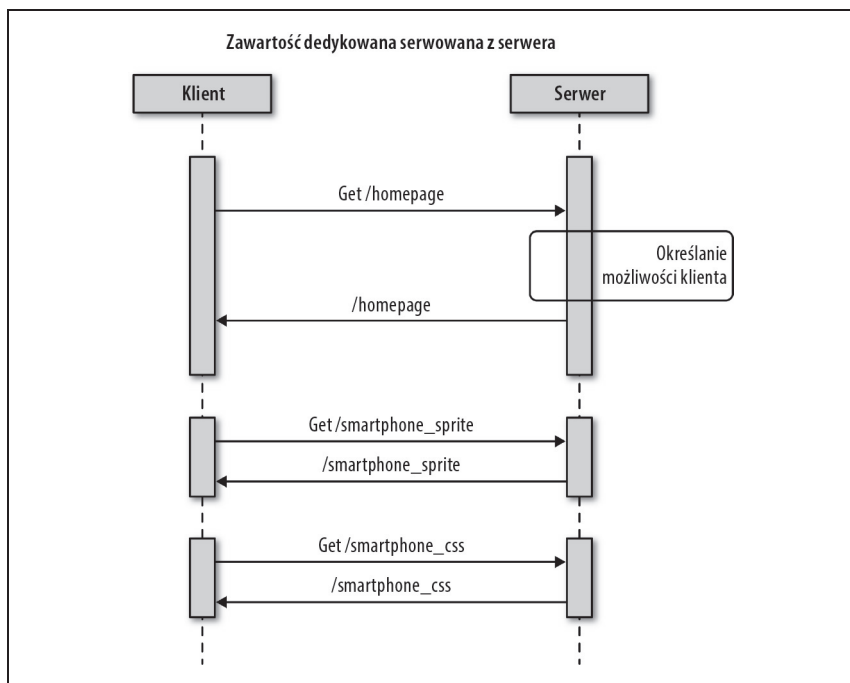 Zawartość dedykowana serwowana z serwera
Klient
Serwer
Get /homepage
Określanie
możliwości klienta
/homepage
Get /smartphone_sprite
/smartphone_sprite
Get /smartphone_css
/smartphone_css